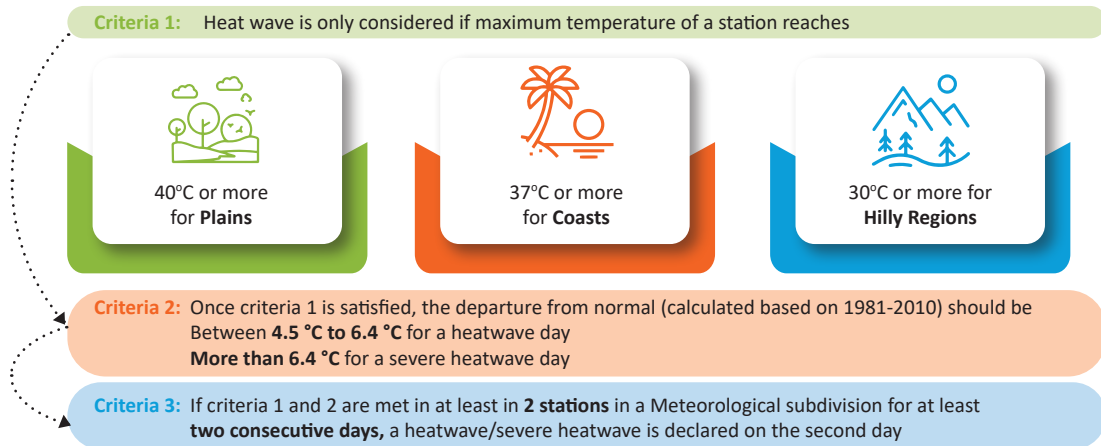 Criteria 1: Heat wave is only considered if maximum temperature of a station reaches
40°C or more
for Plains
37°C or more
for Coasts
30°C or more for
Hilly Regions
Criteria 2: Once criteria 1 is satisfied, the departure from normal (calculated based on 1981-2010) should be
Between 4.5 °C to 6.4 °C for a heatwave day
More than 6.4 °C for a severe heatwave day
Criteria 3: If criteria 1 and 2 are met in at least in 2 stations in a Meteorological subdivision for at least
two consecutive days, a heatwave/severe heatwave is declared on the second day